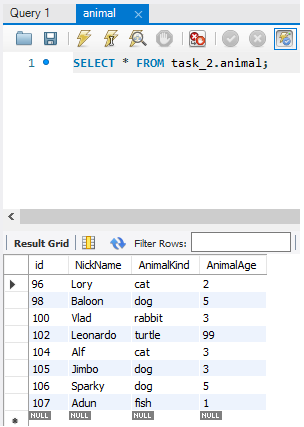 Query 1 animal
1 SELECT * FROM task_2.animal;
Result Grid Filter Rows:
id NickName AnimalKind AnimalAge
96 Lory cat 2
98 Baloon dog 5
100 Vlad rabbit 3
102 Leonardo turtle 99
104 Alf cat 3
105 Jimbo dog 3
106 Sparky dog 5
107 Adun fish 1
NULL NULL NULL NULL